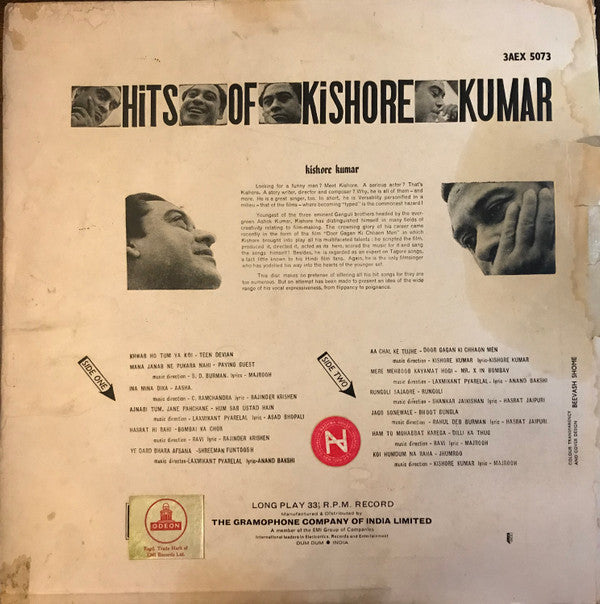 3AEX 5073
HiTS OF KiSHORE KUMAR
kishore kumar
Looking for a funny man? Meet Kishore. A serious actor? That's
Kishore. A story writer, director and composer? Why, he is all of them—and
more. He is a great singer, too. In short, he is Versatility personified in a
milieu – that of the films – where becoming "typed" is the commonest hazard!
Youngest of the three eminent Ganguli brothers headed by the ever-
green Ashok Kumar, Kishore has distinguished himself in many fields of
creativity relating to film-making. The crowning glory of his career came
recently in the form of the film "Door Gagan Ki Chhaon Mein" in which
Kishore brought into play all his multifaceted talents: he scripted the film,
produced it, directed it, acted as its hero, scored the music for it and sang
the songs himself! Besides, he is regarded as an expert on Tagore songs,
a fact little known to his Hindi film fans. Again, he is the only filmsinger
who has yodelled his way into the hearts of the younger set.
This disc makes no pretense of offering all his hit songs for they are
too numerous. But an attempt has been made to present an idea of the wide
range of his vocal expressiveness, from flippancy to poignance.
SIDE ONE
KHWAB HO TUM YA KOI - TEEN DEVIAN
MANA JANAB NE PUKARA NAHI - PAYING GUEST
music direction - S. D. BURMAN. lyrics - MAJROOH
INA MINA DIKA - AASHA.
music direction - C. RAMCHANDRA lyric - RAJINDER KRISHEN
AJNABI TUM, JANE PAHCHANE - HUM SAB USTAD HAIN
music direction - LAXMIKANT PYARELAL lyric - ASAD BHOPALI
HASRAT HI RAHI - BOMBAI KA CHOR
music direction - RAVI lyric - RAJINDER KRISHEN
YE DARD BHARA AFSANA - SHREEMAN FUNTOOSH
music direction - LAXMIKANT PYARELAL lyric - ANAND BAKSHI
SIDE TWO
AA CHAL KE TUJHE - DOOR GAGAN KI CHHAON MEN
music direction - KISHORE KUMAR lyric - KISHORE KUMAR
MERE MEHBOOB KAYAMAT HOGI - MR. X IN BOMBAY
music direction - LAXMIKANT PYARELAL lyric - ANAND BAKSHI
RUNGOLI SAJAORE - RUNGOLI
music direction - SHANKAR JAIKISHAN lyric - HASRAT JAIPURI
JAGO SONEWALE - BHOOT BUNGLA
music direction - RAHUL DEB BURMAN lyric - HASRAT JAIPURI
HAM TO MOHABBAT KAREGA - DILLI KA THUG
music direction - RAVI lyric - MAJROOH
KOI HUMDUM NA RAHA - JHUMROO
music direction - KISHORE KUMAR lyric - MAJROOH
COLOUR TRANSPARENCY
AND COVER DESIGN BEEVASH SHOME
ODEON
Regd. Trade Mark of
EMI Records Ltd.
LONG PLAY 33⅓ R.P.M. RECORD
Manufactured & Distributed by
THE GRAMOPHONE COMPANY OF INDIA LIMITED
A member of the EMI Group of Companies
International leaders in Electronics, Records and Entertainment
DUM DUM ● INDIA